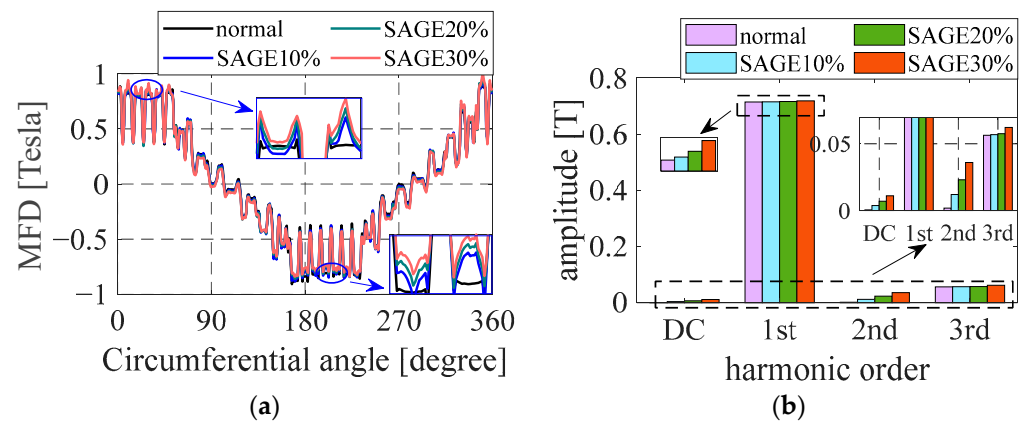 normal
SAGE20%
SAGE10%
SAGE30%
1
0.5
0
−0.5
−1
MFD [Tesla]
0
90
180
270
360
Circumferential angle [degree]
(a)
normal
SAGE20%
SAGE10%
SAGE30%
0.8
0.6
0.4
0.2
0
amplitude [T]
0.05
0
DC
1st
2nd
3rd
DC
1st
2nd
3rd
harmonic order
(b)